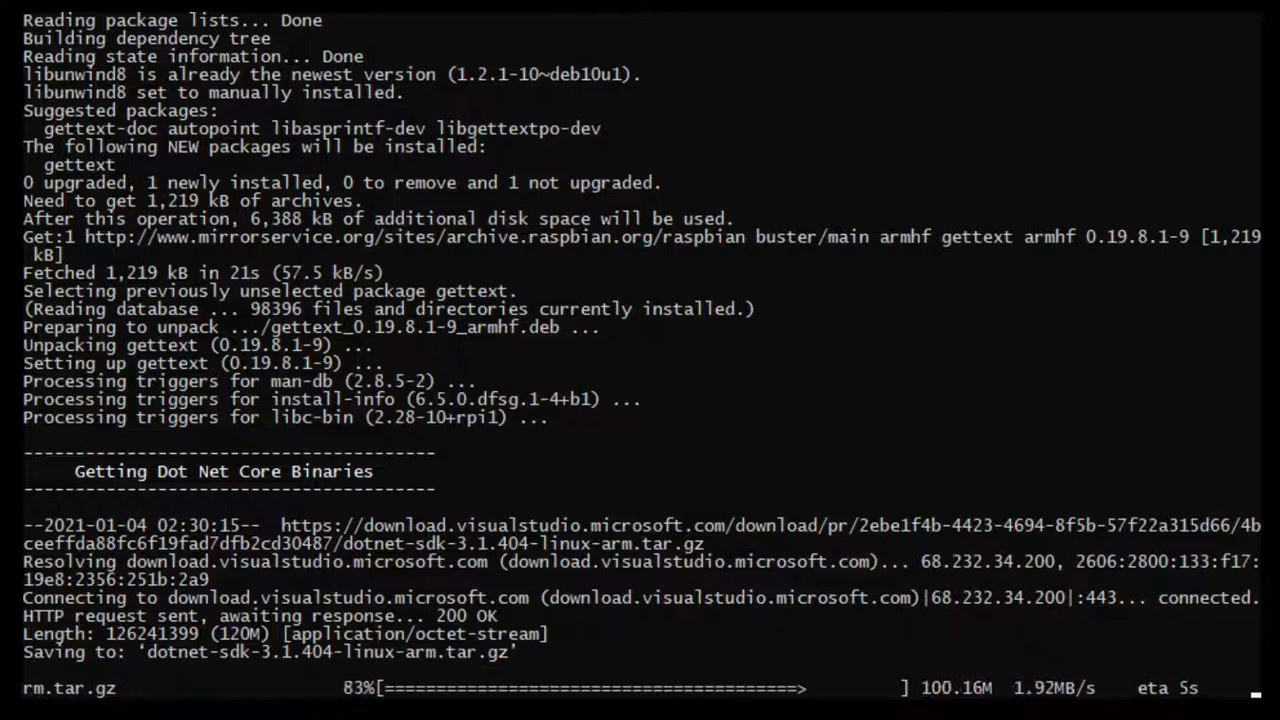 Reading package lists... Done
Building dependency tree
Reading state information... Done
libunwind8 is already the newest version (1.2.1-10~deb10u1).
libunwind8 set to manually installed.
Suggested packages:
  gettext-doc autopoint libasprintf-dev libgettextpo-dev
The following NEW packages will be installed:
  gettext
0 upgraded, 1 newly installed, 0 to remove and 1 not upgraded.
Need to get 1,219 kB of archives.
After this operation, 6,388 kB of additional disk space will be used.
Get:1 http://www.mirrorservice.org/sites/archive.raspbian.org/raspbian buster/main armhf gettext armhf 0.19.8.1-9 [1,219
 kB]
Fetched 1,219 kB in 21s (57.5 kB/s)
Selecting previously unselected package gettext.
(Reading database ... 98396 files and directories currently installed.)
Preparing to unpack .../gettext_0.19.8.1-9_armhf.deb ...
Unpacking gettext (0.19.8.1-9) ...
Setting up gettext (0.19.8.1-9) ...
Processing triggers for man-db (2.8.5-2) ...
Processing triggers for install-info (6.5.0.dfsg.1-4+b1) ...
Processing triggers for libc-bin (2.28-10+rpi1) ...
----------------------------------------
     Getting Dot Net Core Binaries
----------------------------------------
--2021-01-04 02:30:15--  https://download.visualstudio.microsoft.com/download/pr/2ebe1f4b-4423-4694-8f5b-57f22a315d66/4b
ceeffda88fc6f19fad7dfb2cd30487/dotnet-sdk-3.1.404-linux-arm.tar.gz
Resolving download.visualstudio.microsoft.com (download.visualstudio.microsoft.com)... 68.232.34.200, 2606:2800:133:f17:
19e8:2356:251b:2a9
Connecting to download.visualstudio.microsoft.com (download.visualstudio.microsoft.com)|68.232.34.200|:443... connected.
HTTP request sent, awaiting response... 200 OK
Length: 126241399 (120M) [application/octet-stream]
Saving to: ‘dotnet-sdk-3.1.404-linux-arm.tar.gz’
rm.tar.gz                      83%[========================================>         ] 100.16M  1.92MB/s    eta 5s